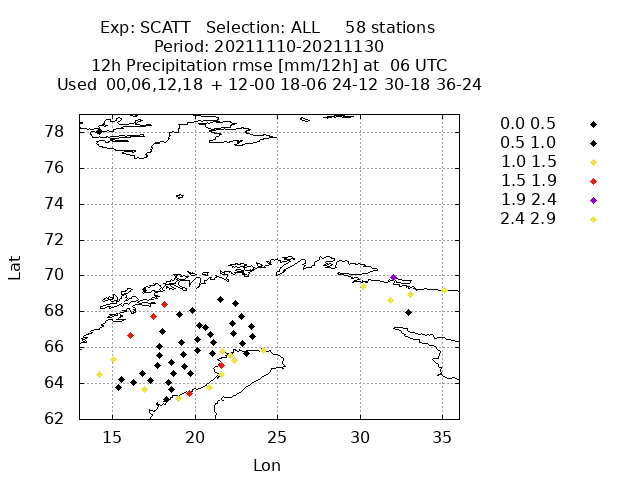 Exp: SCATT   Selection: ALL     58 stations
Period: 20211110-20211130
12h Precipitation rmse [mm/12h] at  06 UTC
Used  00,06,12,18  + 12-00 18-06 24-12 30-18 36-24
0.0 0.5
0.5 1.0
1.0 1.5
1.5 1.9
1.9 2.4
2.4 2.9
Lat
78
76
74
72
70
68
66
64
62
15 20 25 30 35
Lon